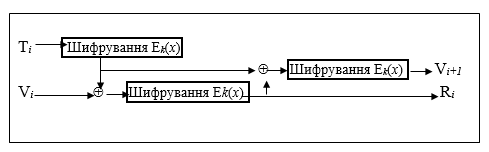 Tᵢ Шифрування Eₖ(x)
⊕ Шифрування Eₖ(x) Vᵢ₊₁
Vᵢ ⊕ Шифрування Ek(x) Rᵢ